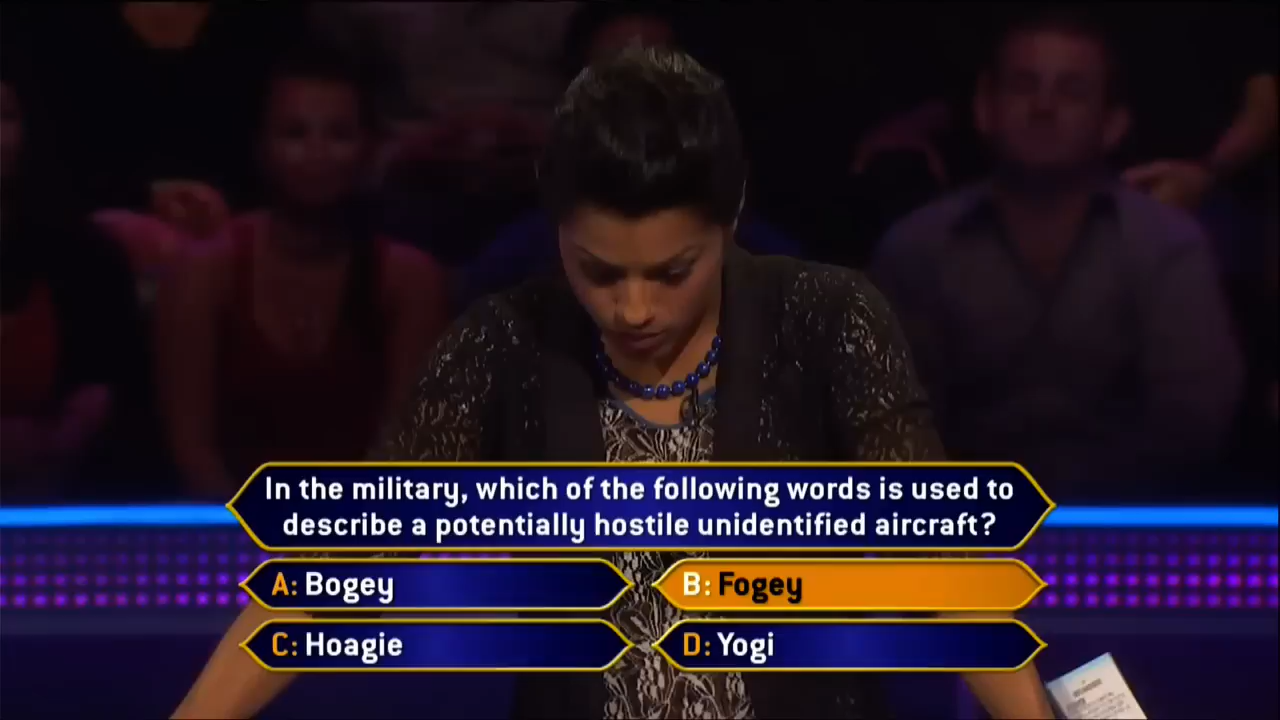 In the military, which of the following words is used to
describe a potentially hostile unidentified aircraft?
A: Bogey
B: Fogey
C: Hoagie
D: Yogi